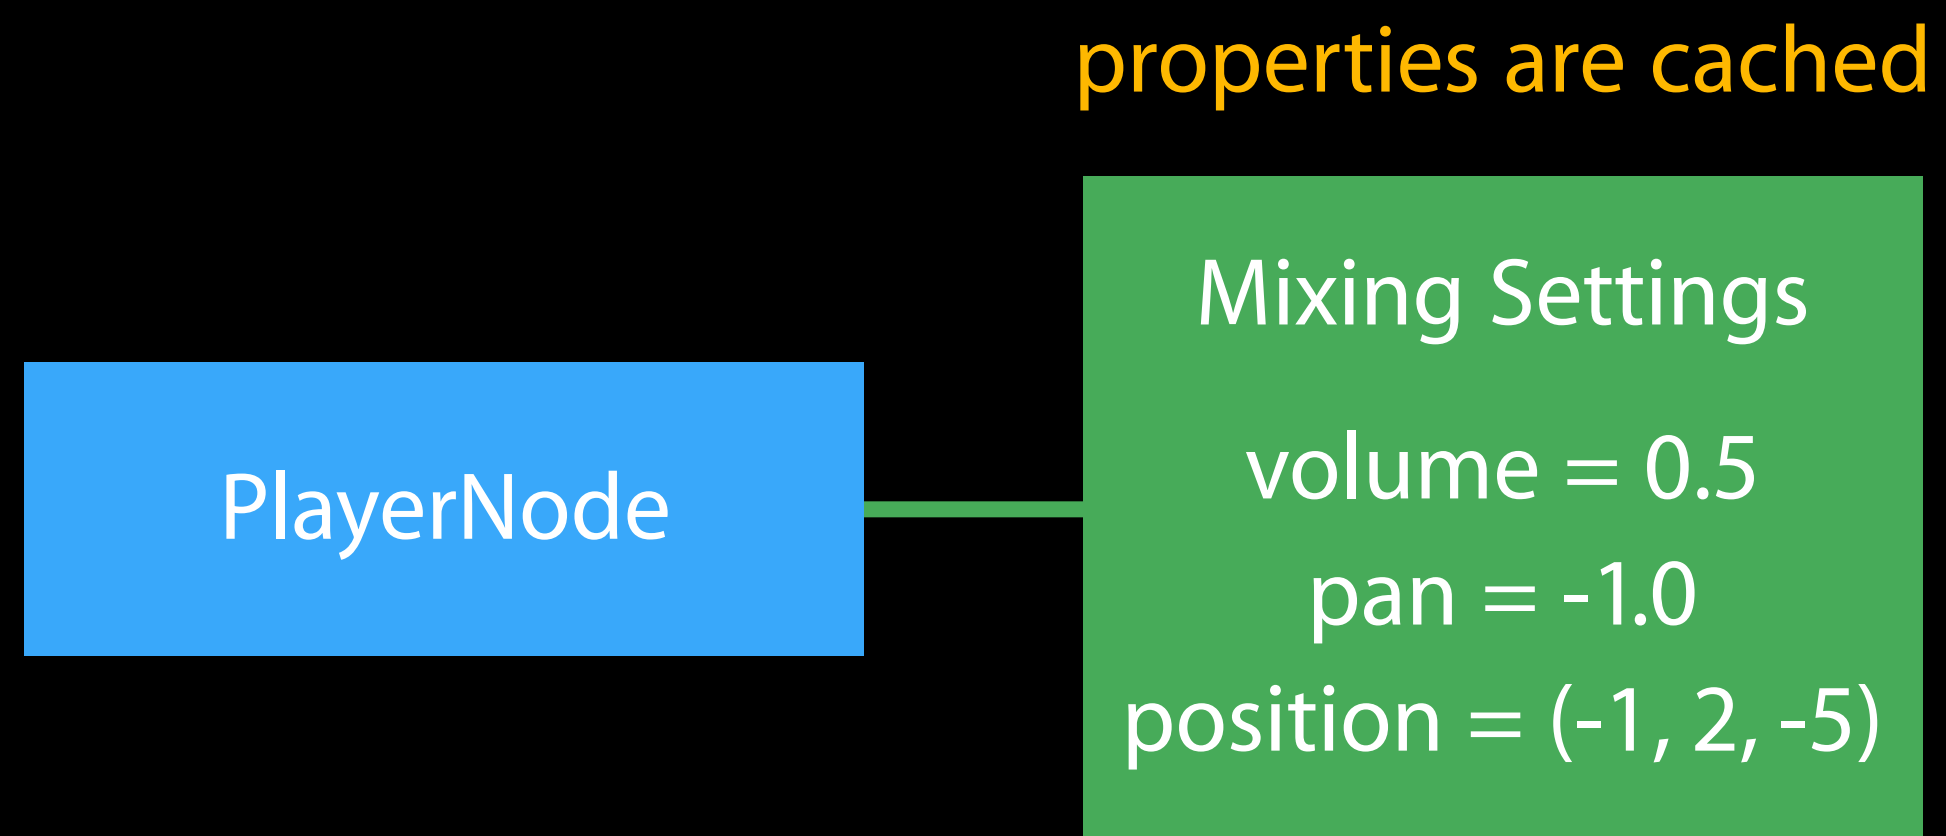 properties are cached
PlayerNode
Mixing Settings
volume = 0.5
pan = -1.0
position = (-1, 2, -5)